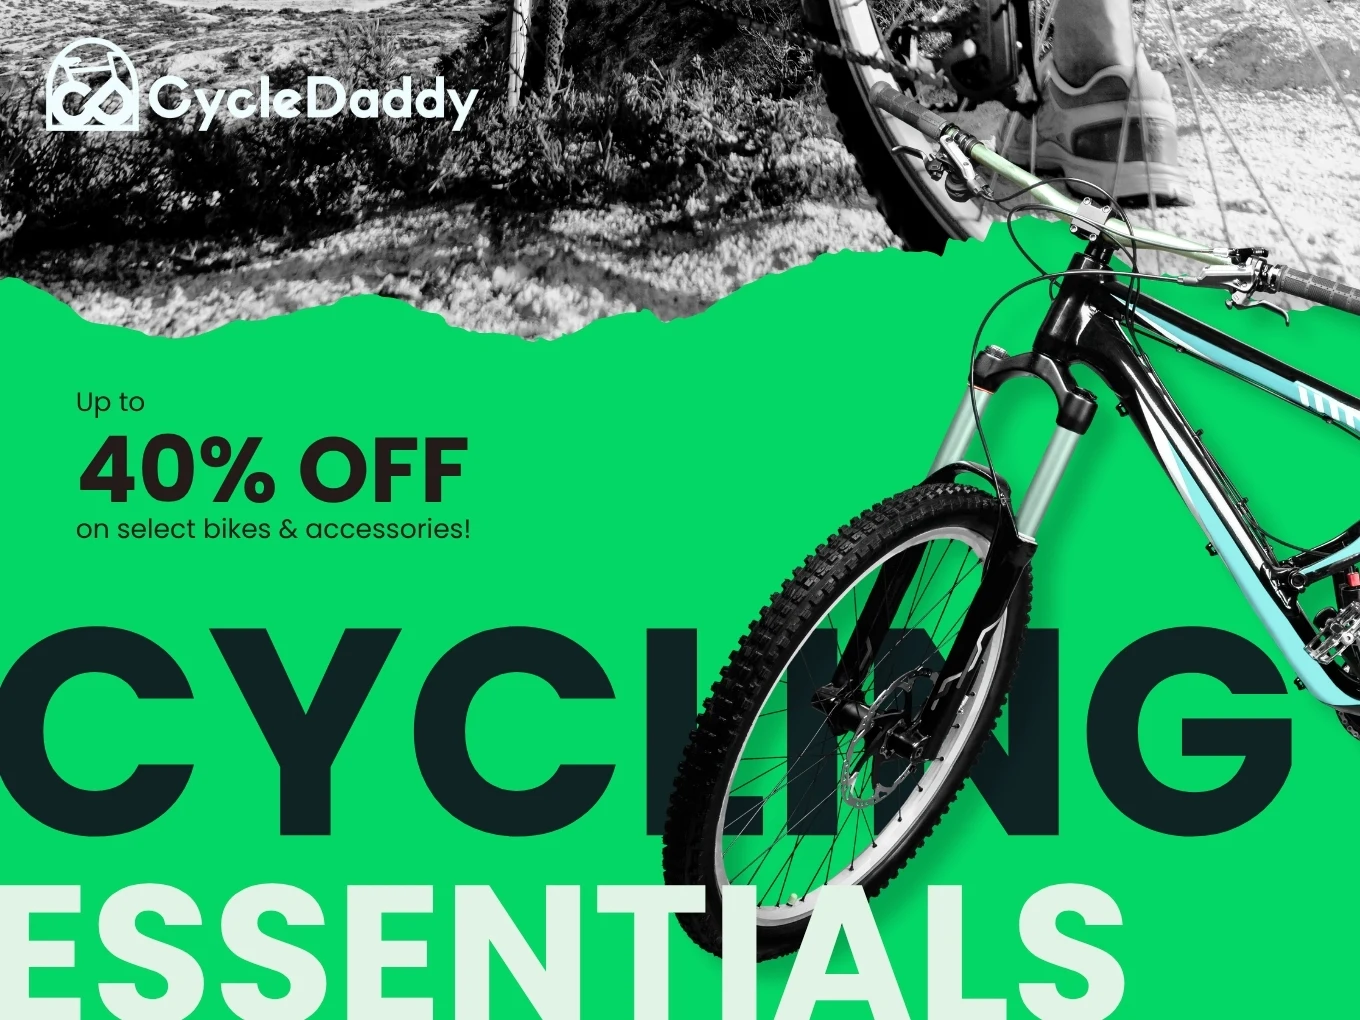 CycleDaddy
Up to
40% OFF
on select bikes & accessories!
CYCLING
ESSENTIALS